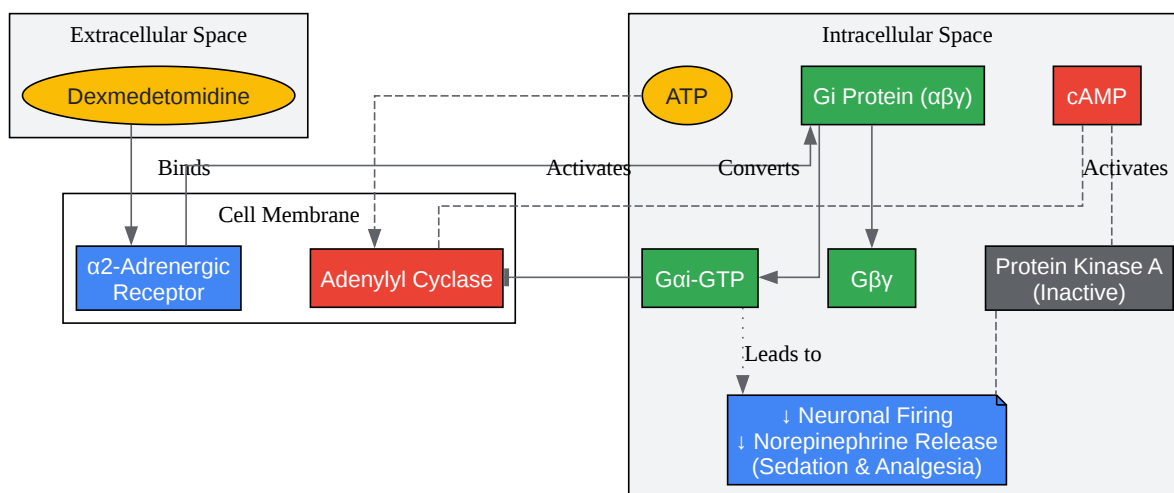 Extracellular Space
Intracellular Space
Dexmedetomidine
ATP
Gi Protein (αβγ)
cAMP
Binds
Activates
Converts
Activates
Cell Membrane
α2-Adrenergic
Receptor
Adenylyl Cyclase
Gαi-GTP
Gβγ
Protein Kinase A
(Inactive)
Leads to
↓ Neuronal Firing
↓ Norepinephrine Release
(Sedation & Analgesia)